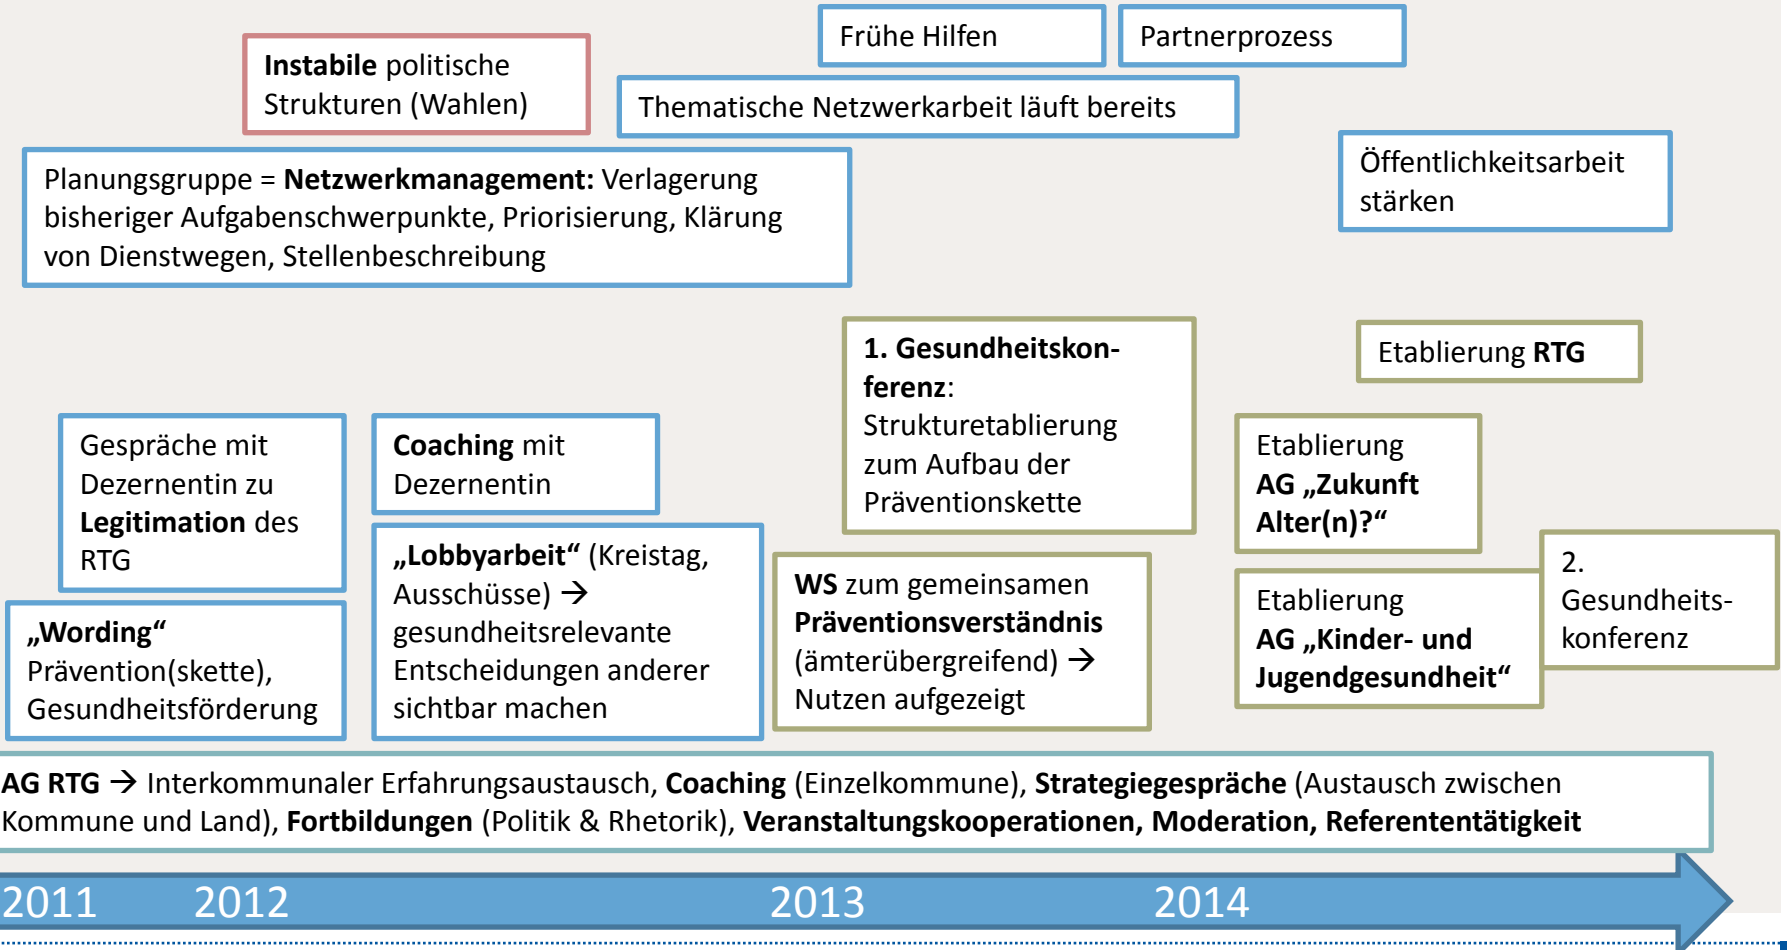 Frühe Hilfen
Partnerprozess
Instabile politische
Strukturen (Wahlen)
Thematische Netzwerkarbeit läuft bereits
Planungsgruppe = Netzwerkmanagement: Verlagerung
bisheriger Aufgabenschwerpunkte, Priorisierung, Klärung
von Dienstwegen, Stellenbeschreibung
Öffentlichkeitsarbeit
stärken
1. Gesundheitskon-
ferenz:
Strukturetablierung
zum Aufbau der
Präventionskette
Etablierung RTG
Gespräche mit
Dezernentin zu
Legitimation des
RTG
Coaching mit
Dezernentin
Etablierung
AG „Zukunft
Alter(n)?“
„Wording“
Prävention(skette),
Gesundheitsförderung
„Lobbyarbeit“ (Kreistag,
Ausschüsse) →
gesundheitsrelevante
Entscheidungen anderer
sichtbar machen
WS zum gemeinsamen
Präventionsverständnis
(ämterübergreifend) →
Nutzen aufgezeigt
Etablierung
AG „Kinder- und
Jugendgesundheit“
2.
Gesundheits-
konferenz
AG RTG → Interkommunaler Erfahrungsaustausch, Coaching (Einzelkommune), Strategiegespräche (Austausch zwischen
Kommune und Land), Fortbildungen (Politik & Rhetorik), Veranstaltungskooperationen, Moderation, Referententätigkeit
2011 2012 2013 2014